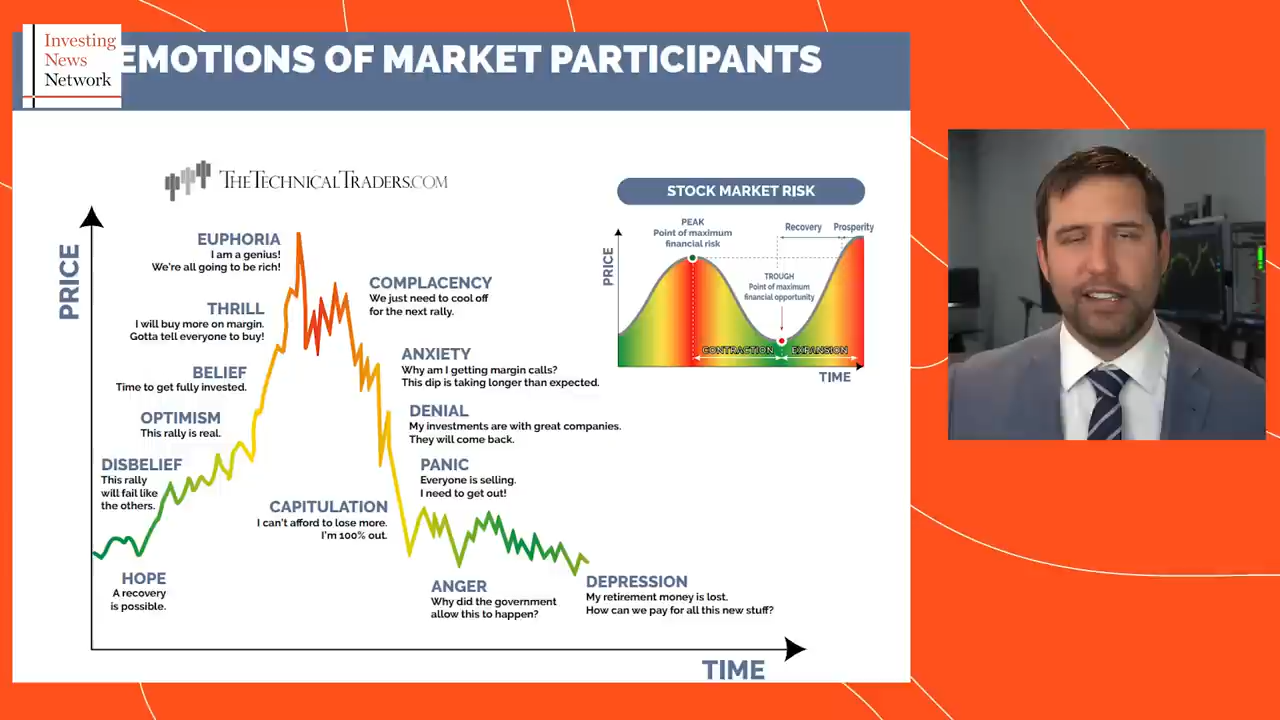 Investing
News
Network
EMOTIONS OF MARKET PARTICIPANTS
THETECHNICALTRADERS.COM
PRICE
EUPHORIA
I am a genius!
We're all going to be rich!
THRILL
I will buy more on margin.
Gotta tell everyone to buy!
BELIEF
Time to get fully invested.
OPTIMISM
This rally is real.
DISBELIEF
This rally
will fail like
the others.
HOPE
A recovery
is possible.
COMPLACENCY
We just need to cool off
for the next rally.
ANXIETY
Why am I getting margin calls?
This dip is taking longer than expected.
DENIAL
My investments are with great companies.
They will come back.
PANIC
Everyone is selling.
I need to get out!
CAPITULATION
I can't afford to lose more.
I'm 100% out.
ANGER
Why did the government
allow this to happen?
DEPRESSION
My retirement money is lost.
How can we pay for all this new stuff?
TIME
STOCK MARKET RISK
PRICE
PEAK
Point of maximum
financial risk
Recovery
Prosperity
TROUGH
Point of maximum
financial opportunity
CONTRACTION
EXPANSION
TIME